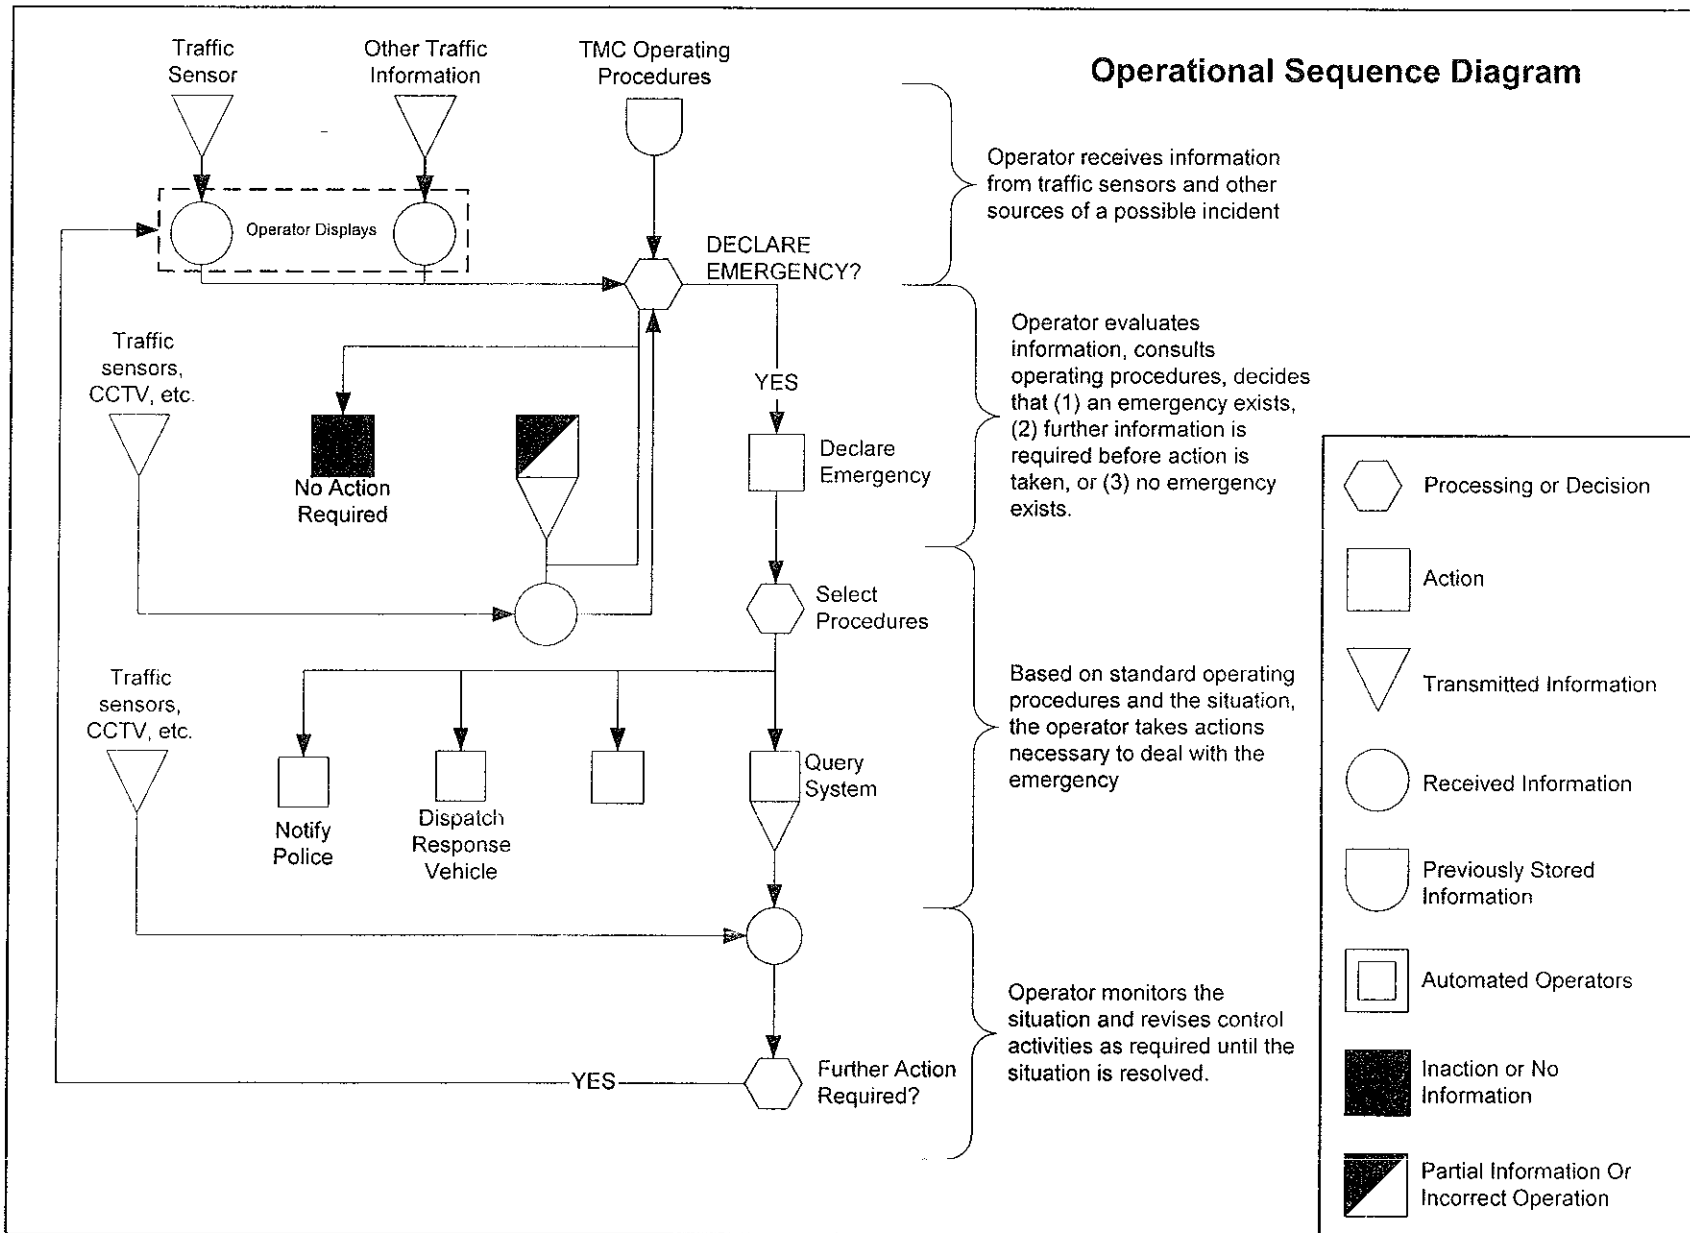 Operational Sequence Diagram
Traffic
Sensor
Other Traffic
Information
TMC Operating
Procedures
Operator Displays
DECLARE
EMERGENCY?
Operator receives information
from traffic sensors and other
sources of a possible incident
Traffic
sensors,
CCTV, etc.
No Action
Required
YES
Declare
Emergency
Operator evaluates
information, consults
operating procedures, decides
that (1) an emergency exists,
(2) further information is
required before action is
taken, or (3) no emergency
exists.
Select
Procedures
Traffic
sensors,
CCTV, etc.
Notify
Police
Dispatch
Response
Vehicle
Query
System
Based on standard operating
procedures and the situation,
the operator takes actions
necessary to deal with the
emergency
YES
Further Action
Required?
Operator monitors the
situation and revises control
activities as required until the
situation is resolved.
Processing or Decision
Action
Transmitted Information
Received Information
Previously Stored
Information
Automated Operators
Inaction or No
Information
Partial Information Or
Incorrect Operation